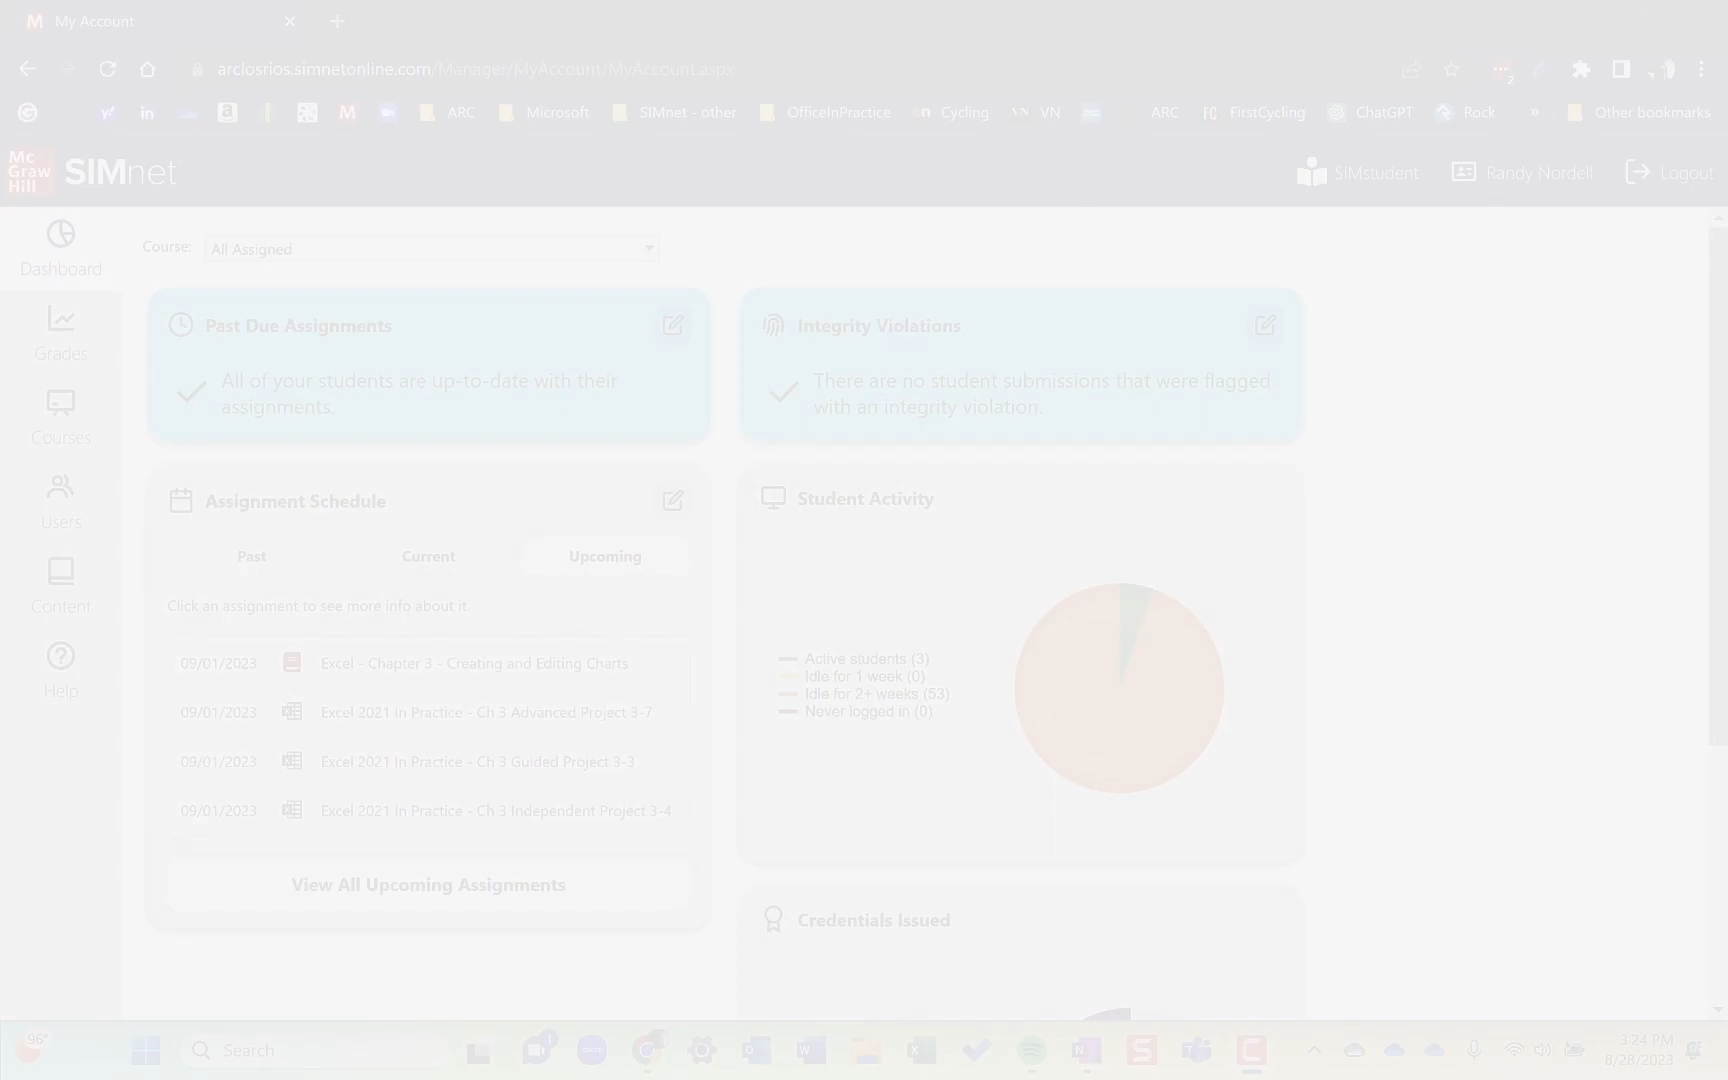 M My Account
arclosrios.simnetonline.com/Manager/MyAccount/MyAccount.aspx
2
ARC Microsoft SIMnet - other OfficeInPractice Cycling VN ARC FirstCycling ChatGPT Rock » Other bookmarks
Mc
Graw
Hill
SIMnet
SIMstudent Randy Nordell Logout
Dashboard
Grades
Courses
Users
Content
Help
Course: All Assigned
Past Due Assignments
All of your students are up-to-date with their
assignments.
Integrity Violations
There are no student submissions that were flagged
with an integrity violation.
Assignment Schedule
Past Current Upcoming
Click an assignment to see more info about it.
09/01/2023 Excel - Chapter 3 - Creating and Editing Charts
09/01/2023 Excel 2021 In Practice - Ch 3 Advanced Project 3-7
09/01/2023 Excel 2021 In Practice - Ch 3 Guided Project 3-3
09/01/2023 Excel 2021 In Practice - Ch 3 Independent Project 3-4
View All Upcoming Assignments
Student Activity
Active students (3)
Idle for 1 week (0)
Idle for 2+ weeks (53)
Never logged in (0)
Credentials Issued
96°
Search
3:24 PM
8/28/2023